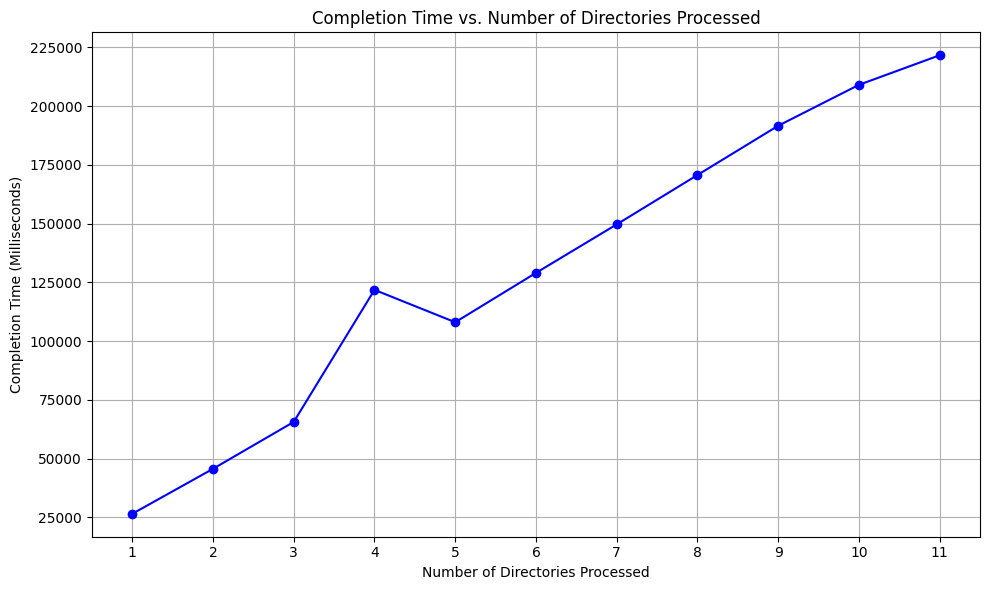 Completion Time vs. Number of Directories Processed
225000
200000
175000
150000
125000
100000
75000
50000
25000
Completion Time (Milliseconds)
1 2 3 4 5 6 7 8 9 10 11
Number of Directories Processed